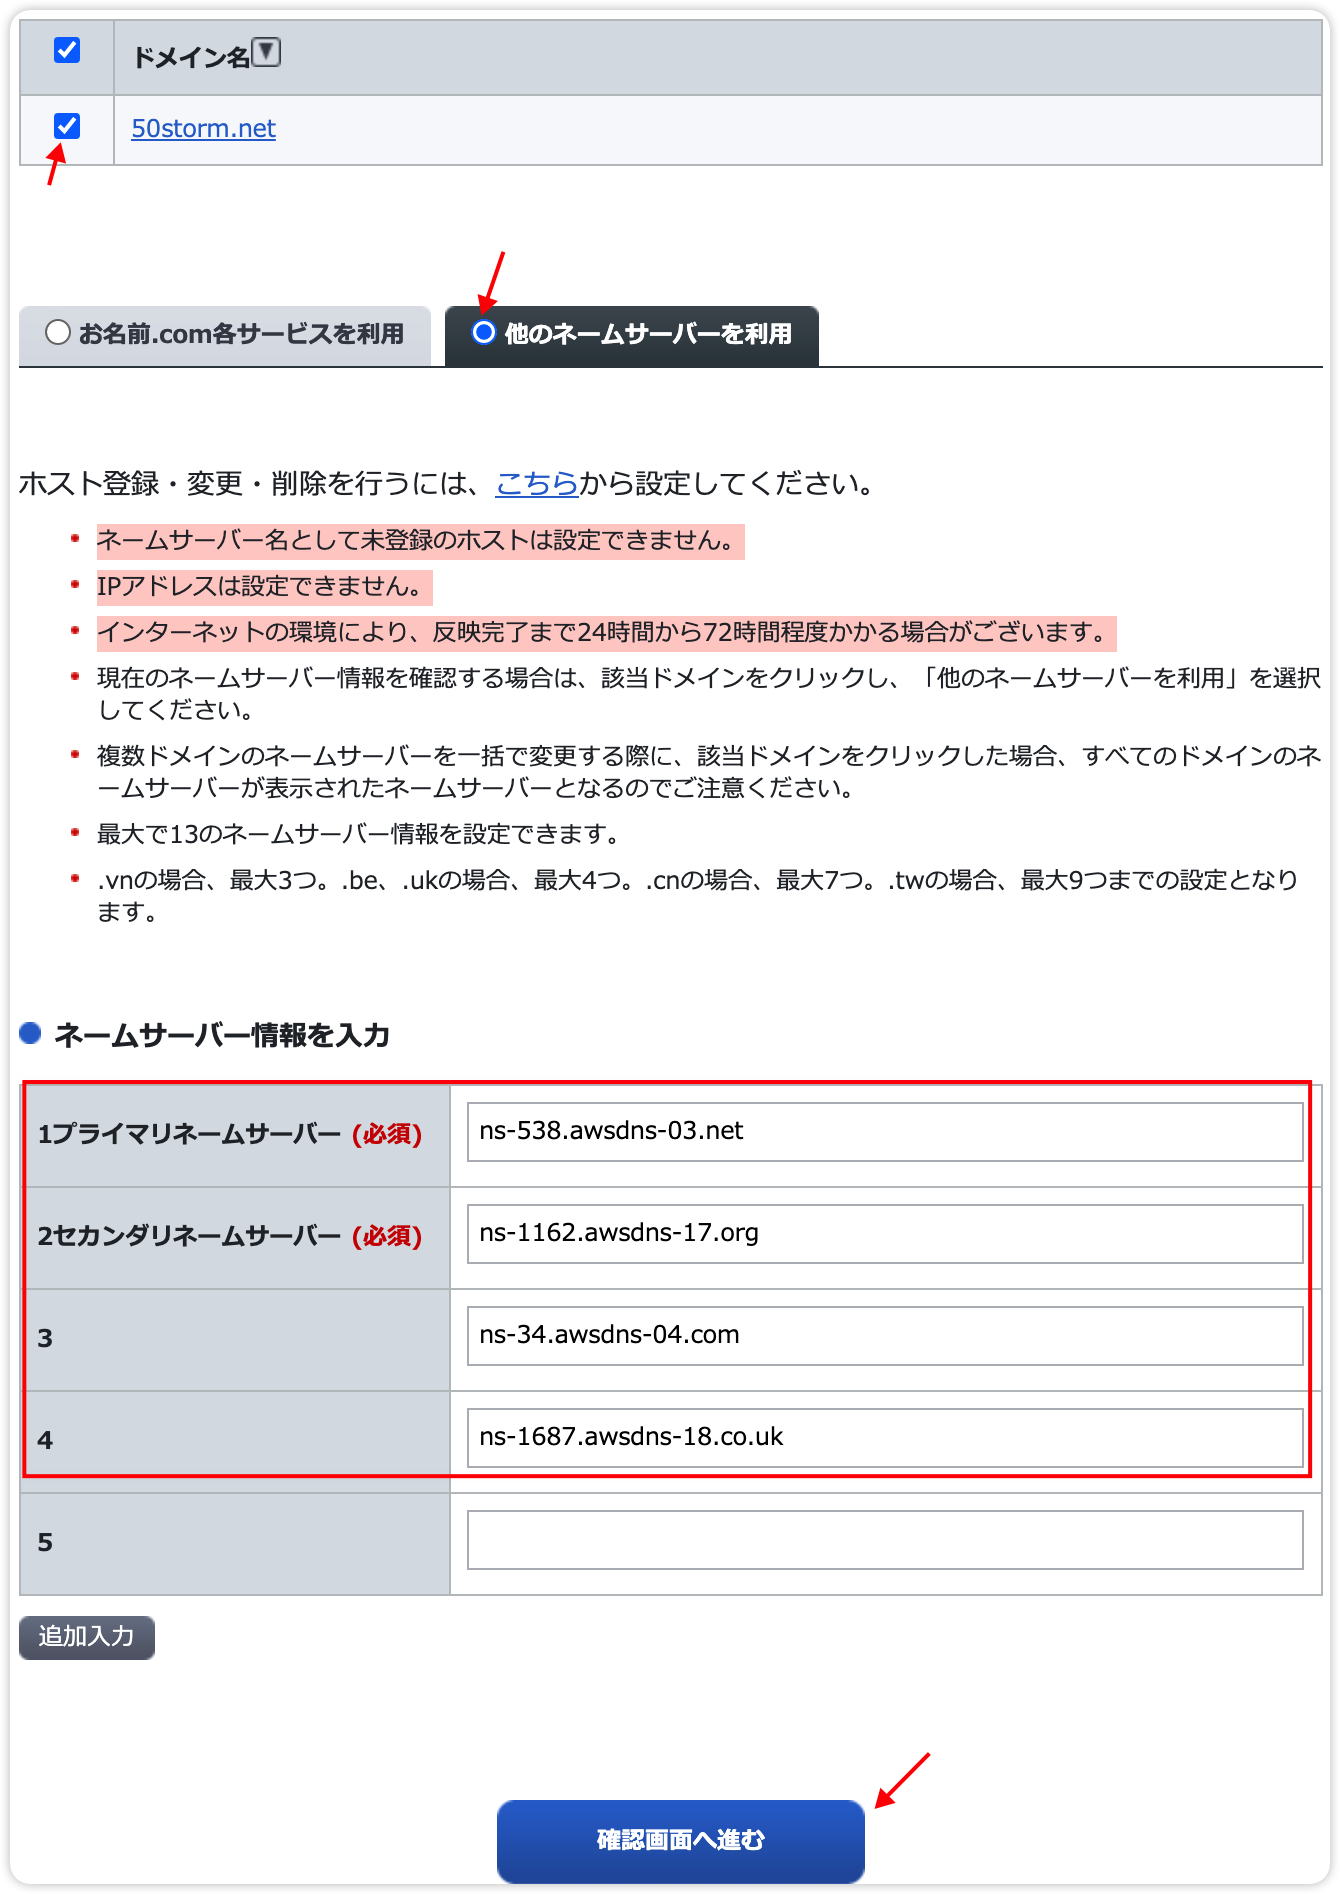 ドメイン名▼
50storm.net
お名前.com各サービスを利用
他のネームサーバーを利用
ホスト登録・変更・削除を行うには、こちらから設定してください。
ネームサーバー名として未登録のホストは設定できません。
IPアドレスは設定できません。
インターネットの環境により、反映完了まで24時間から72時間程度かかる場合がございます。
現在のネームサーバー情報を確認する場合は、該当ドメインをクリックし、「他のネームサーバーを利用」を選択
してください。
複数ドメインのネームサーバーを一括で変更する際に、該当ドメインをクリックした場合、すべてのドメインのネ
ームサーバーが表示されたネームサーバーとなるのでご注意ください。
最大で13のネームサーバー情報を設定できます。
.vnの場合、最大3つ。.be、.ukの場合、最大4つ。.cnの場合、最大7つ。.twの場合、最大9つまでの設定となり
ます。
ネームサーバー情報を入力
1プライマリネームサーバー (必須)
ns-538.awsdns-03.net
2セカンダリネームサーバー (必須)
ns-1162.awsdns-17.org
3
ns-34.awsdns-04.com
4
ns-1687.awsdns-18.co.uk
5
追加入力
確認画面へ進む